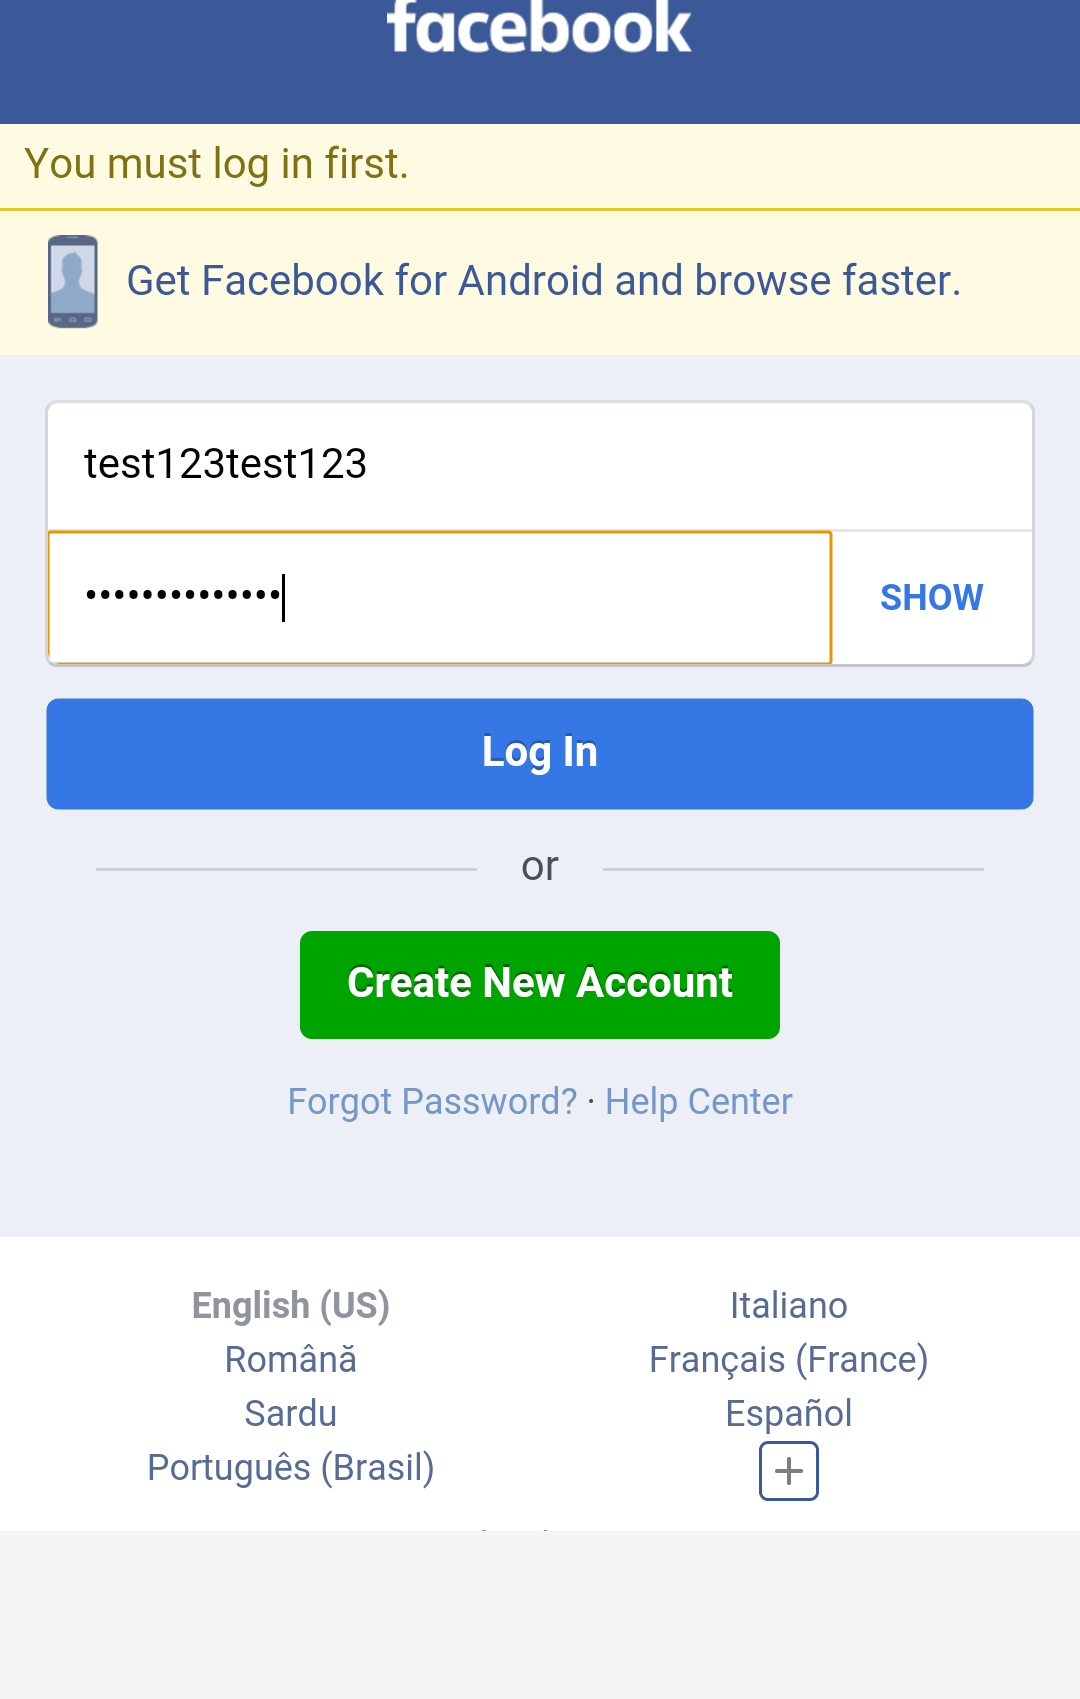 facebook
You must log in first.
Get Facebook for Android and browse faster.
test123test123
••••••••••••••
SHOW
Log In
or
Create New Account
Forgot Password? · Help Center
English (US)
Italiano
Română
Français (France)
Sardu
Español
Português (Brasil)
+